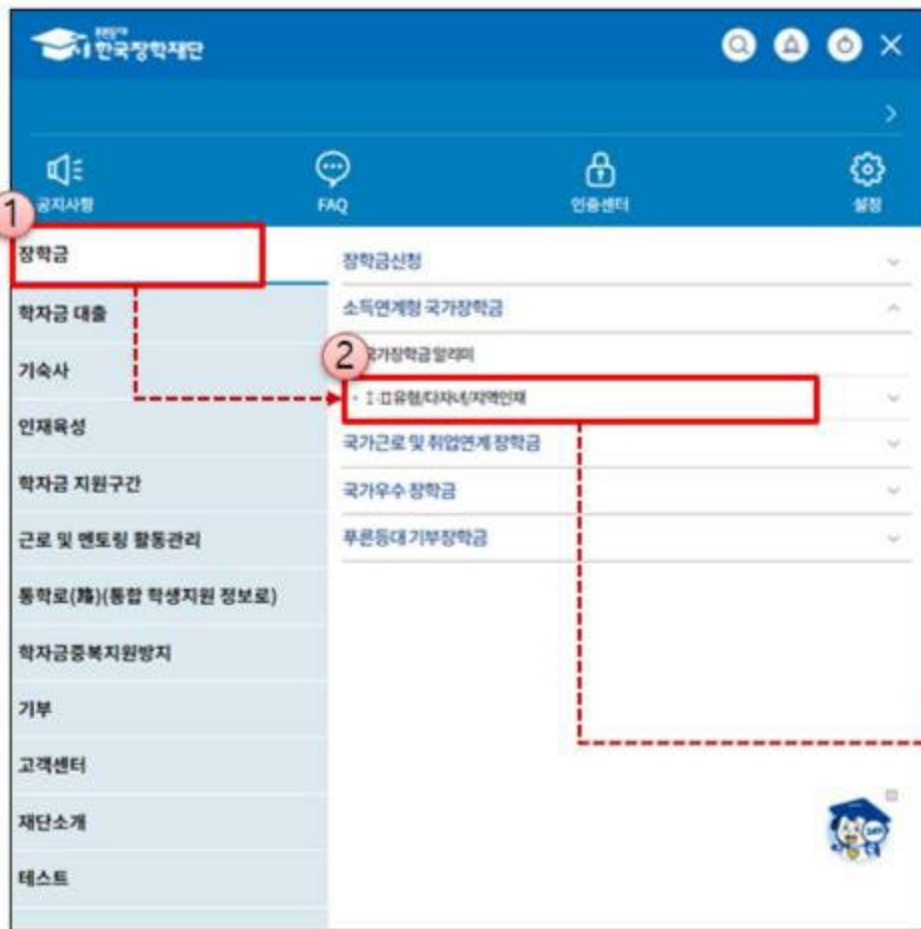 한국장학재단
공지사항
FAQ
인증센터
설정
1
장학금
학자금 대출
기숙사
인재육성
학자금 지원구간
근로 및 멘토링 활동관리
통학로(路)(통합 학생지원 정보로)
학자금중복지원방지
기부
고객센터
재단소개
테스트
장학금신청
소득연계형 국가장학금
2
국가장학금알리미
· Ⅰ·Ⅱ유형/다자녀/지역인재
국가근로 및 취업연계 장학금
국가우수 장학금
푸른등대 기부장학금